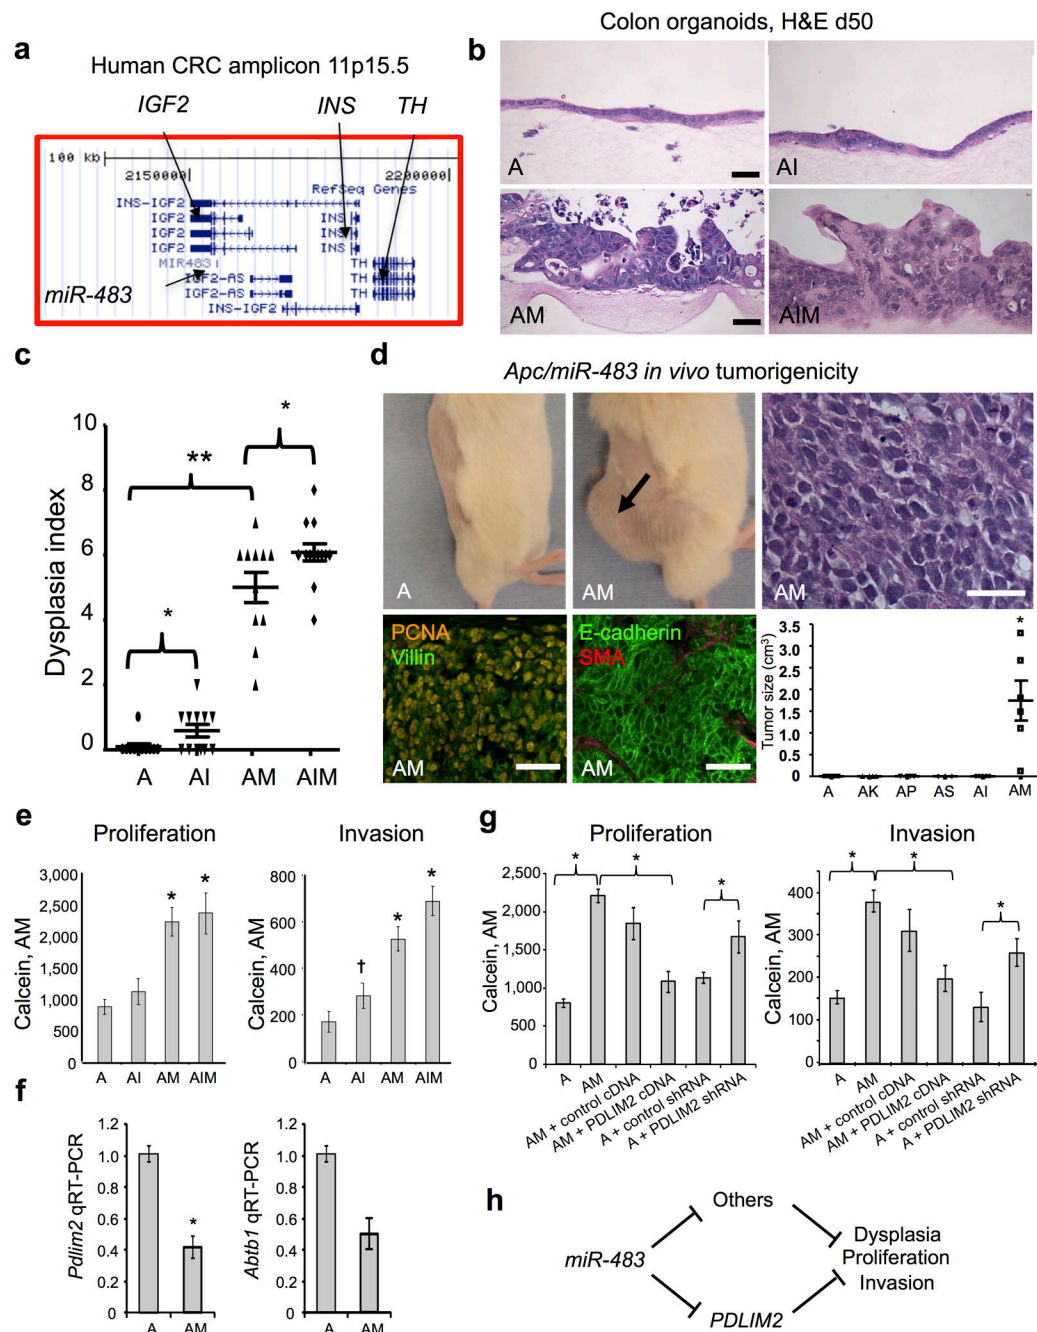 Colon organoids, H&E d50
a
Human CRC amplicon 11p15.5
IGF2 INS TH
100 kb
2150000 2200000
RefSeq Genes
INS-IGF2
IGF2 INS
IGF2 INS
IGF2 INS
MIR483 TH
IGF2-AS TH
IGF2-AS TH
INS-IGF2
miR-483
b
A AI
AM AIM
c
Dysplasia index
10
8
6
4
2
0
* ** *
A AI AM AIM
d
Apc/miR-483 in vivo tumorigenicity
A AM AM
PCNA
Villin
AM
E-cadherin
SMA
AM
Tumor size (cm3)
3.5
3.0
2.5
2.0
1.5
1.0
0.5
0
*
A AK AP AS AI AM
e
Proliferation
Calcein, AM
3,000
2,500
2,000
1,500
1,000
500
0
* *
A AI AM AIM
Invasion
Calcein, AM
800
600
400
200
0
† * *
A AI AM AIM
f
Pdlim2 qRT-PCR
1.2
1.0
0.8
0.6
0.4
0.2
0
*
A AM
Abtb1 qRT-PCR
1.2
1.0
0.8
0.6
0.4
0.2
0
A AM
g
Proliferation
Calcein, AM
2,500
2,000
1,500
1,000
500
0
* * *
A
AM
AM + control cDNA
AM + PDLIM2 cDNA
A + control shRNA
A + PDLIM2 shRNA
Invasion
Calcein, AM
400
300
200
100
0
* * *
A
AM
AM + control cDNA
AM + PDLIM2 cDNA
A + control shRNA
A + PDLIM2 shRNA
h
miR-483
Others
PDLIM2
Dysplasia
Proliferation
Invasion